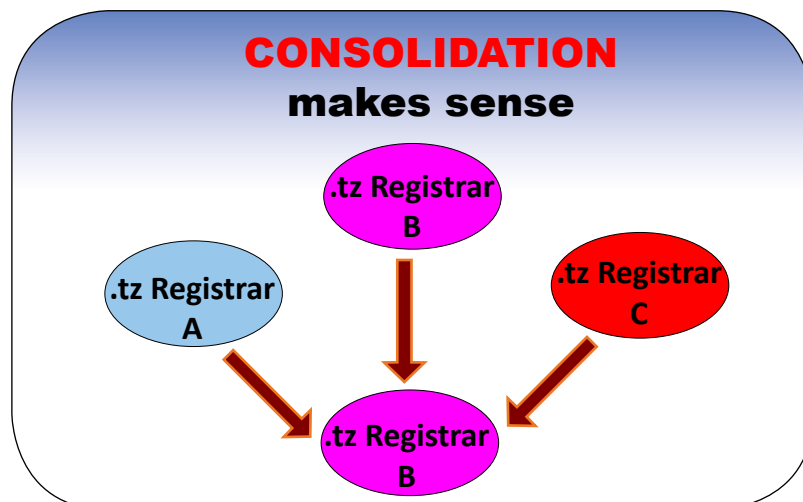 CONSOLIDATION
makes sense
.tz Registrar
B
.tz Registrar
A
.tz Registrar
C
.tz Registrar
B